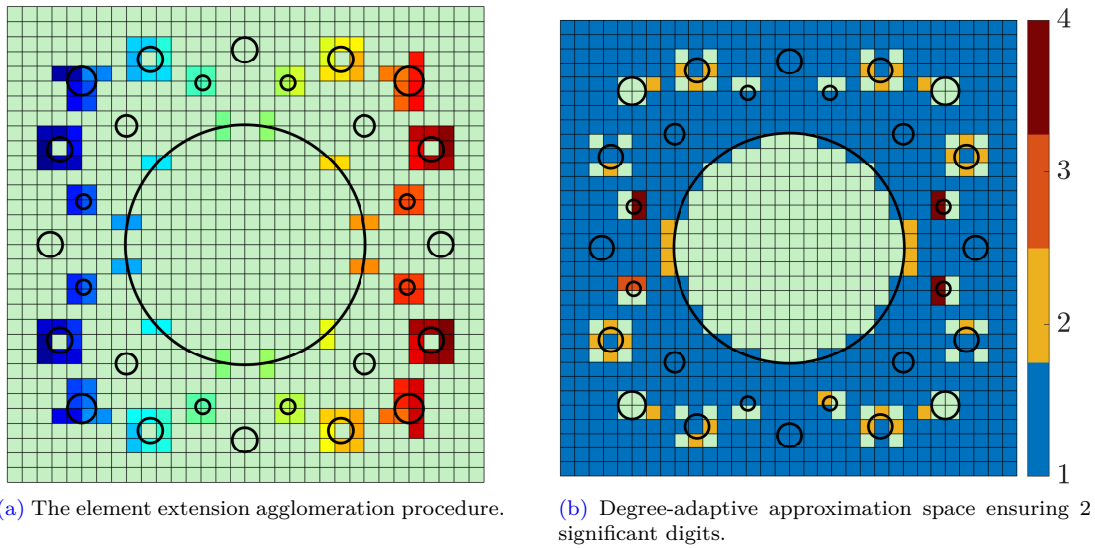 4
3
2
1
(a) The element extension agglomeration procedure.
(b) Degree-adaptive approximation space ensuring 2
significant digits.